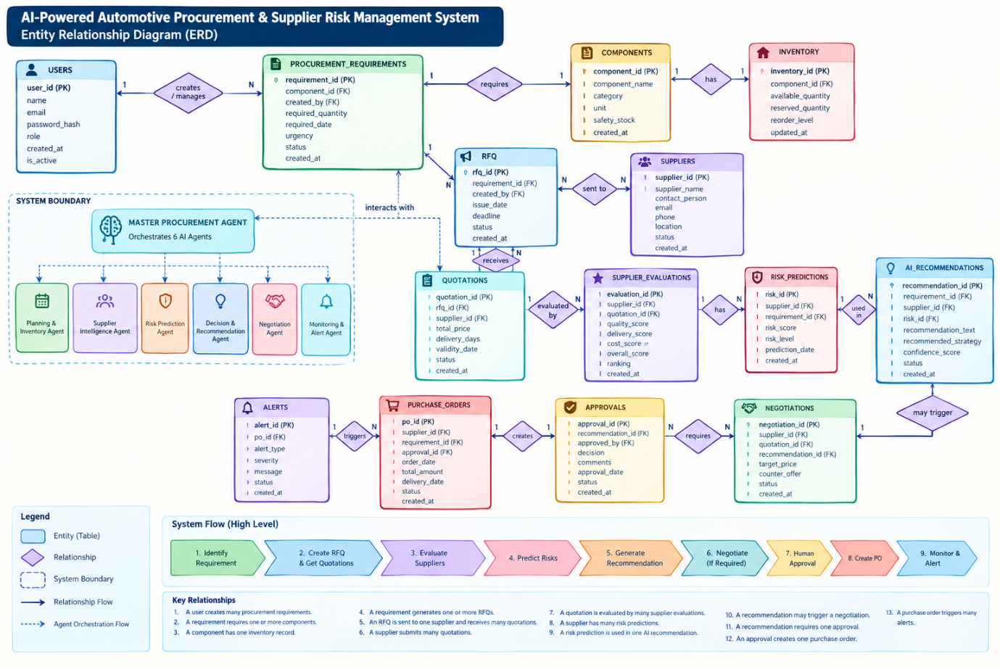 AI-Powered Automotive Procurement & Supplier Risk Management System
Entity Relationship Diagram (ERD)
USERS
user_id (PK)
name
email
password_hash
role
created_at
is_active
1
creates
/ manages
N
PROCUREMENT_REQUIREMENTS
requirement_id (PK)
component_id (FK)
created_by (FK)
required_quantity
required_date
urgency
status
created_at
1
requires
1
COMPONENTS
component_id (PK)
component_name
category
unit
safety_stock
created_at
1
has
1
INVENTORY
inventory_id (PK)
component_id (FK)
available_quantity
reserved_quantity
reorder_level
updated_at
1
N
RFQ
rfq_id (PK)
requirement_id (FK)
created_by (FK)
issue_date
deadline
status
created_at
N
sent to
N
SUPPLIERS
supplier_id (PK)
supplier_name
contact_person
email
phone
location
status
created_at
SYSTEM BOUNDARY
MASTER PROCUREMENT AGENT
Orchestrates 6 AI Agents
interacts with
Planning &
Inventory Agent
Supplier
Intelligence Agent
Risk Prediction
Agent
Decision &
Recommendation
Agent
Negotiation
Agent
Monitoring &
Alert Agent
1
receives
N
QUOTATIONS
quotation_id (PK)
rfq_id (FK)
supplier_id (FK)
total_price
delivery_days
validity_date
status
created_at
1
evaluated
by
N
SUPPLIER_EVALUATIONS
evaluation_id (PK)
supplier_id (FK)
quotation_id (FK)
quality_score
delivery_score
cost_score
overall_score
ranking
created_at
1
has
N
RISK_PREDICTIONS
risk_id (PK)
supplier_id (FK)
requirement_id (FK)
risk_score
risk_level
prediction_date
created_at
1
used
in
N
AI_RECOMMENDATIONS
recommendation_id (PK)
requirement_id (FK)
supplier_id (FK)
risk_id (FK)
recommendation_text
recommended_strategy
confidence_score
status
created_at
may trigger
1
ALERTS
alert_id (PK)
po_id (FK)
alert_type
severity
message
status
created_at
1
triggers
N
PURCHASE_ORDERS
po_id (PK)
supplier_id (FK)
requirement_id (FK)
approval_id (FK)
order_date
total_amount
delivery_date
status
created_at
1
creates
1
APPROVALS
approval_id (PK)
recommendation_id (FK)
approved_by (FK)
decision
comments
approval_date
status
created_at
N
requires
N
NEGOTIATIONS
negotiation_id (PK)
supplier_id (FK)
quotation_id (FK)
recommendation_id (FK)
target_price
counter_offer
status
created_at
Legend
Entity (Table)
Relationship
System Boundary
Relationship Flow
Agent Orchestration Flow
System Flow (High Level)
1. Identify
Requirement
2. Create RFQ
& Get Quotations
3. Evaluate
Suppliers
4. Predict Risks
5. Generate
Recommendation
6. Negotiate
(If Required)
7. Human
Approval
8. Create PO
9. Monitor &
Alert
Key Relationships
1. A user creates many procurement requirements.
2. A requirement requires one or more components.
3. A component has one inventory record.
4. A requirement generates one or more RFQs.
5. An RFQ is sent to one supplier and receives many quotations.
6. A supplier submits many quotations.
7. A quotation is evaluated by many supplier evaluations.
8. A supplier has many risk predictions.
9. A risk prediction is used in one AI recommendation.
10. A recommendation may trigger a negotiation.
11. A recommendation requires one approval.
12. An approval creates one purchase order.
13. A purchase order triggers many
alerts.